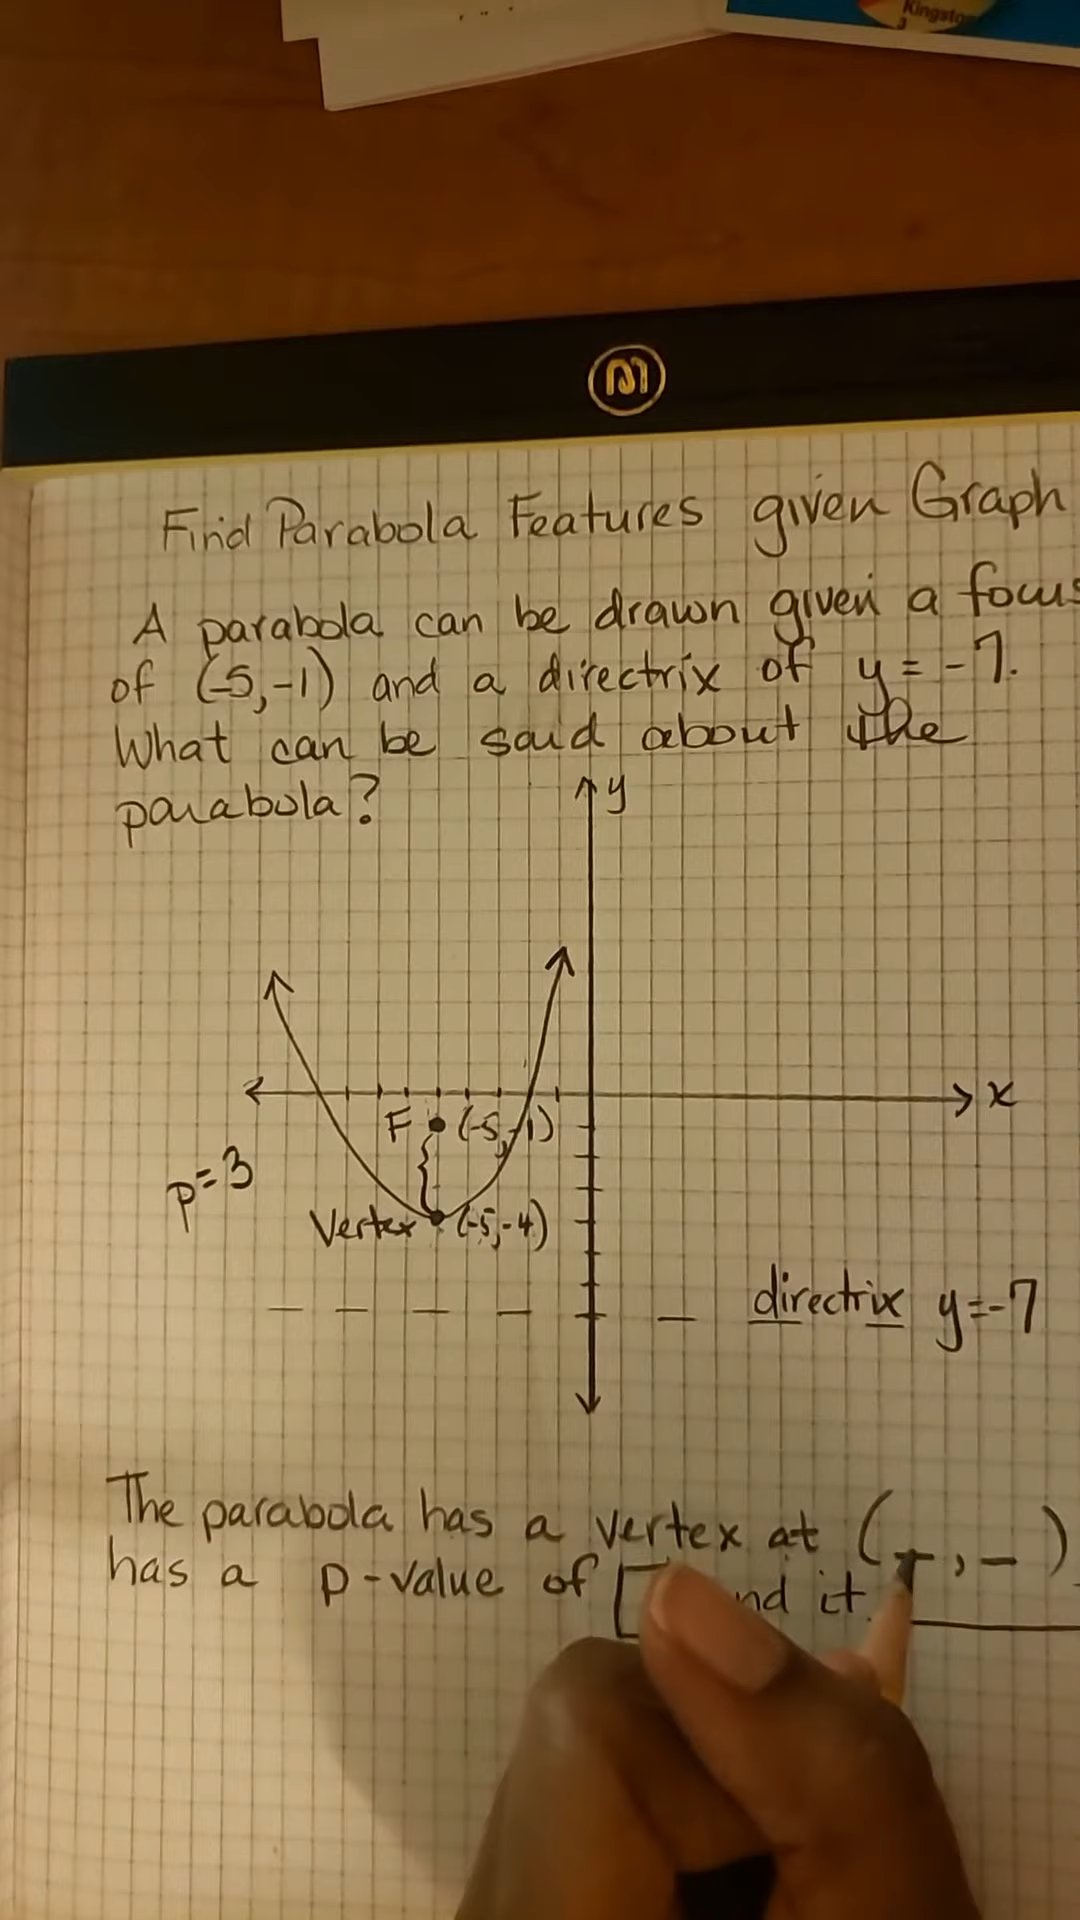 Kingston
3
Find Parabola Features given Graph
A parabola can be drawn given a focus
of (-5,-1) and a directrix of y = -7.
What can be said about the
parabola?
y
x
F (-5,-1)
p=3
Vertex (-5,-4)
directrix y=-7
The parabola has a vertex at ( _ , _ )
has a p-value of it